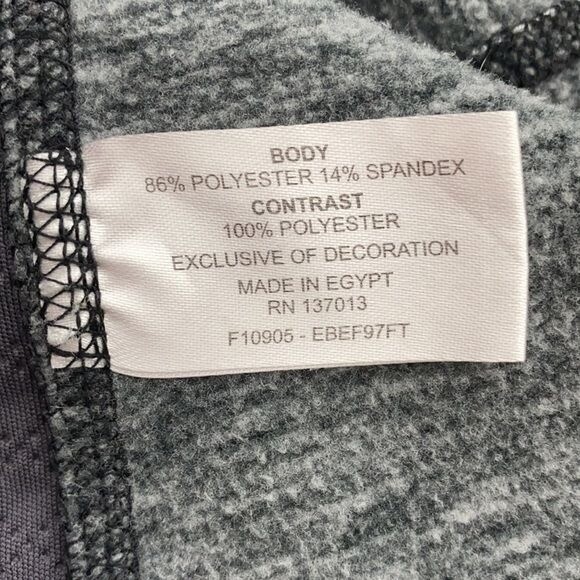 BODY
86% POLYESTER 14% SPANDEX
CONTRAST
100% POLYESTER
EXCLUSIVE OF DECORATION
MADE IN EGYPT
RN 137013
F10905 - EBEF97FT